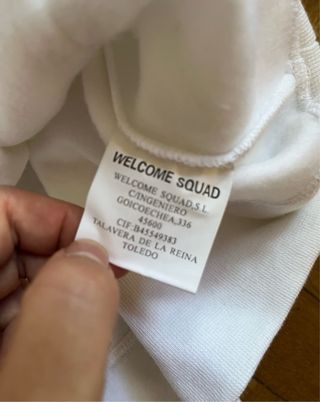 WELCOME SQUAD
WELCOME SQUAD,S.L
C/INGENIERO
GOICOECHEA,336
45600
CIF:B45549383
TALAVERA DE LA REINA
TOLEDO